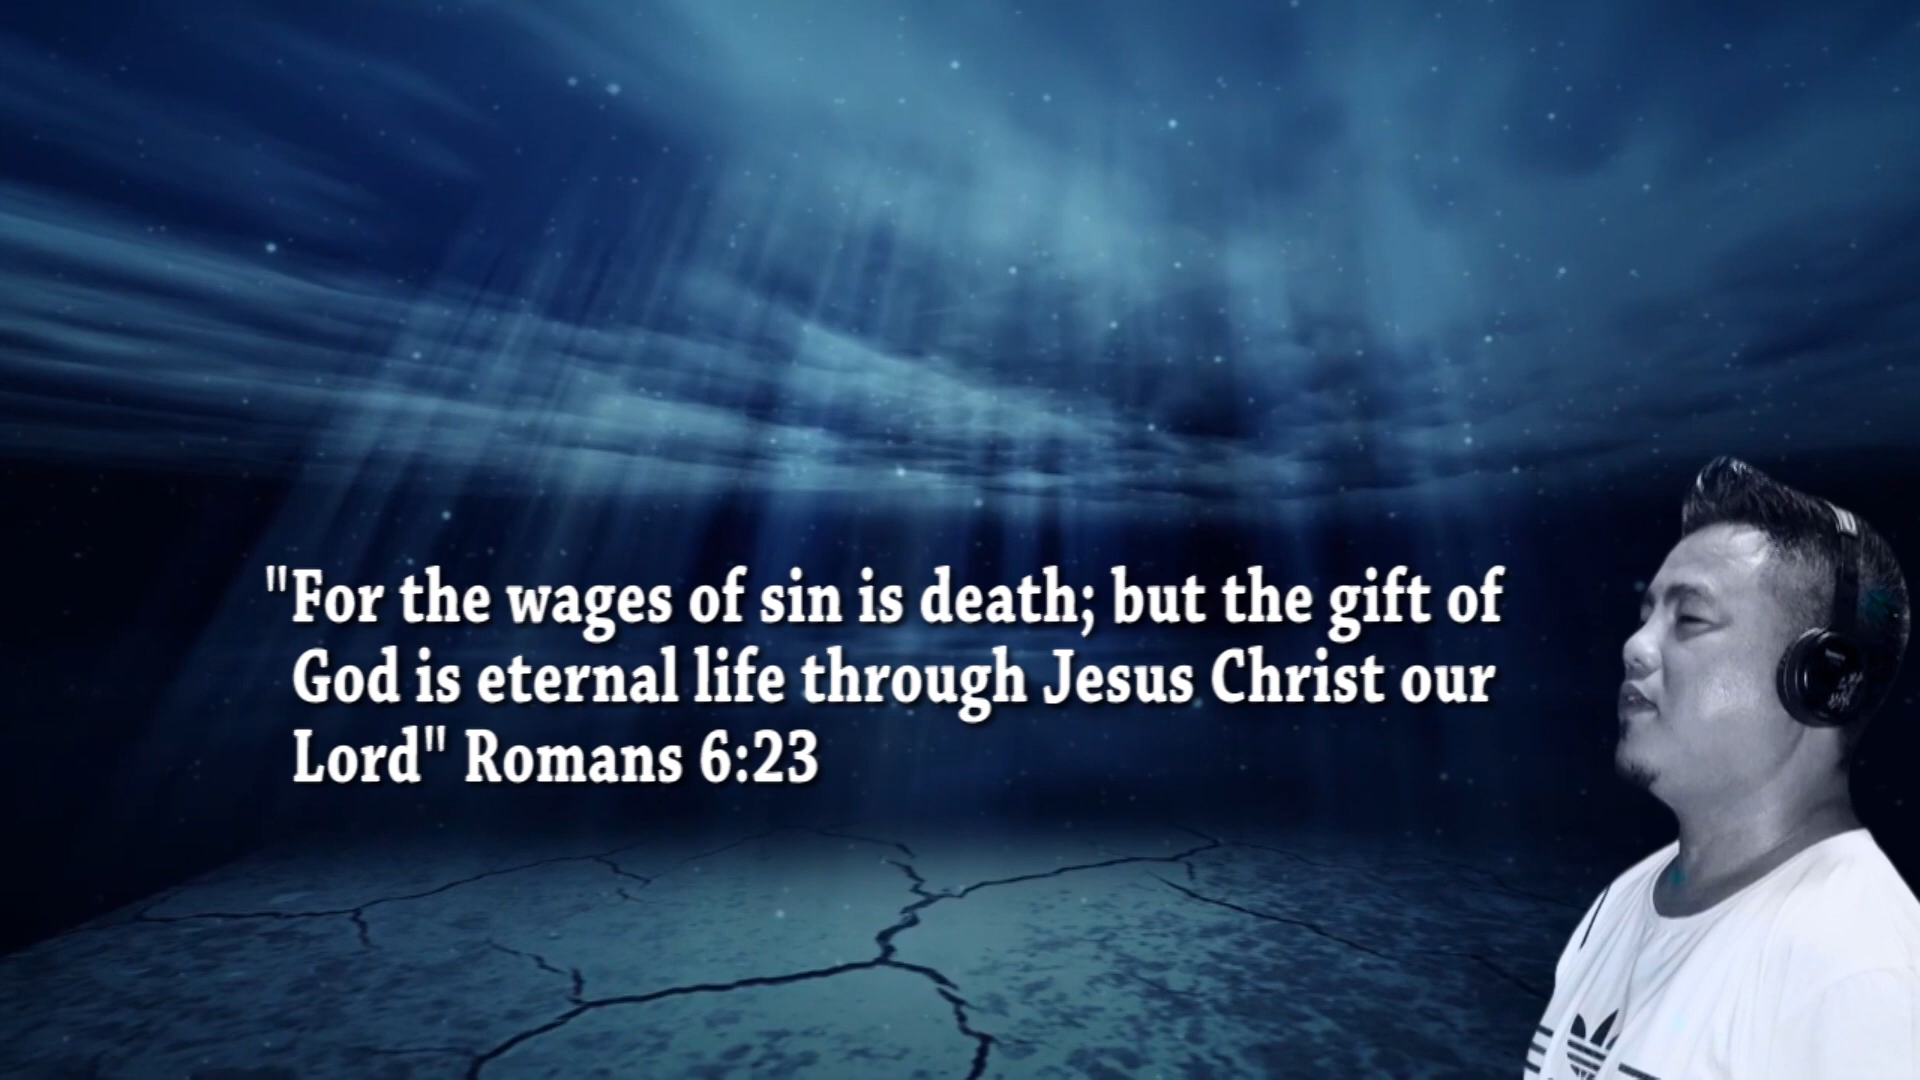 "For the wages of sin is death; but the gift of
God is eternal life through Jesus Christ our
Lord" Romans 6:23